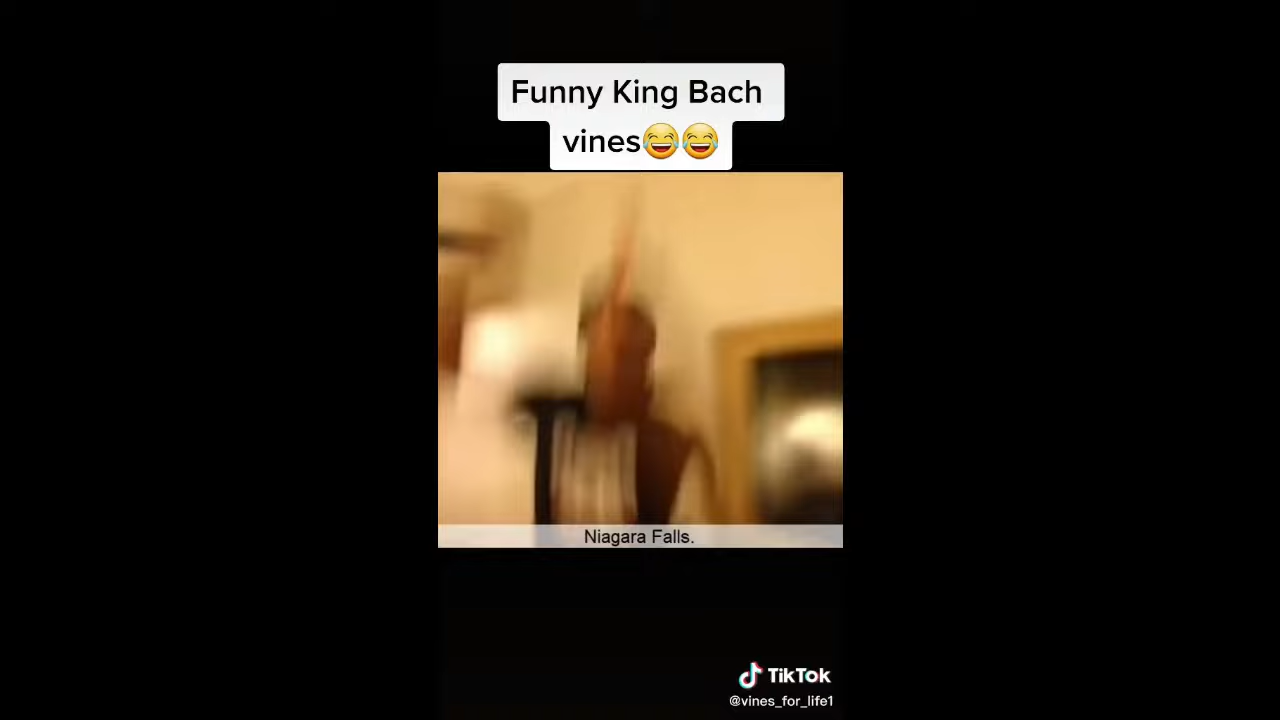 Funny King Bach
vines😂😂
Niagara Falls.
TikTok
@vines_for_life1